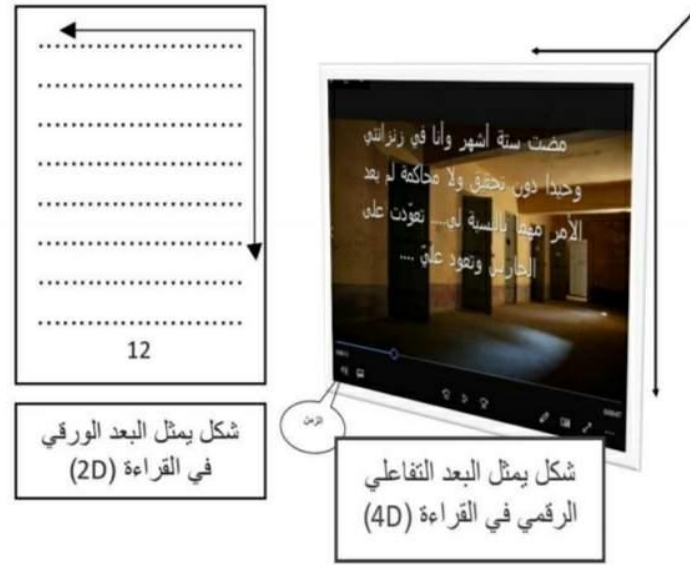 ........................
........................
........................
........................
........................
........................
........................
........................
12
شكل يمثل البعد الورقي
في القراءة (2D)
مضت ستة أشهر وأنا في زنزانتي
وحيدا دون تحقيق ولا محاكمة لم يعد
الأمر مهما بالنسبة لي.... تعوّدت على
الحارس وتعود عليّ ....
الزمن
شكل يمثل البعد التفاعلي
الرقمي في القراءة (4D)